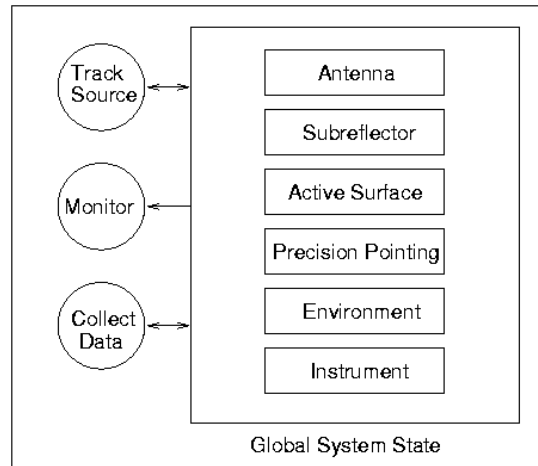 Track
Source
Monitor
Collect
Data
Antenna
Subreflector
Active Surface
Precision Pointing
Environment
Instrument
Global System State